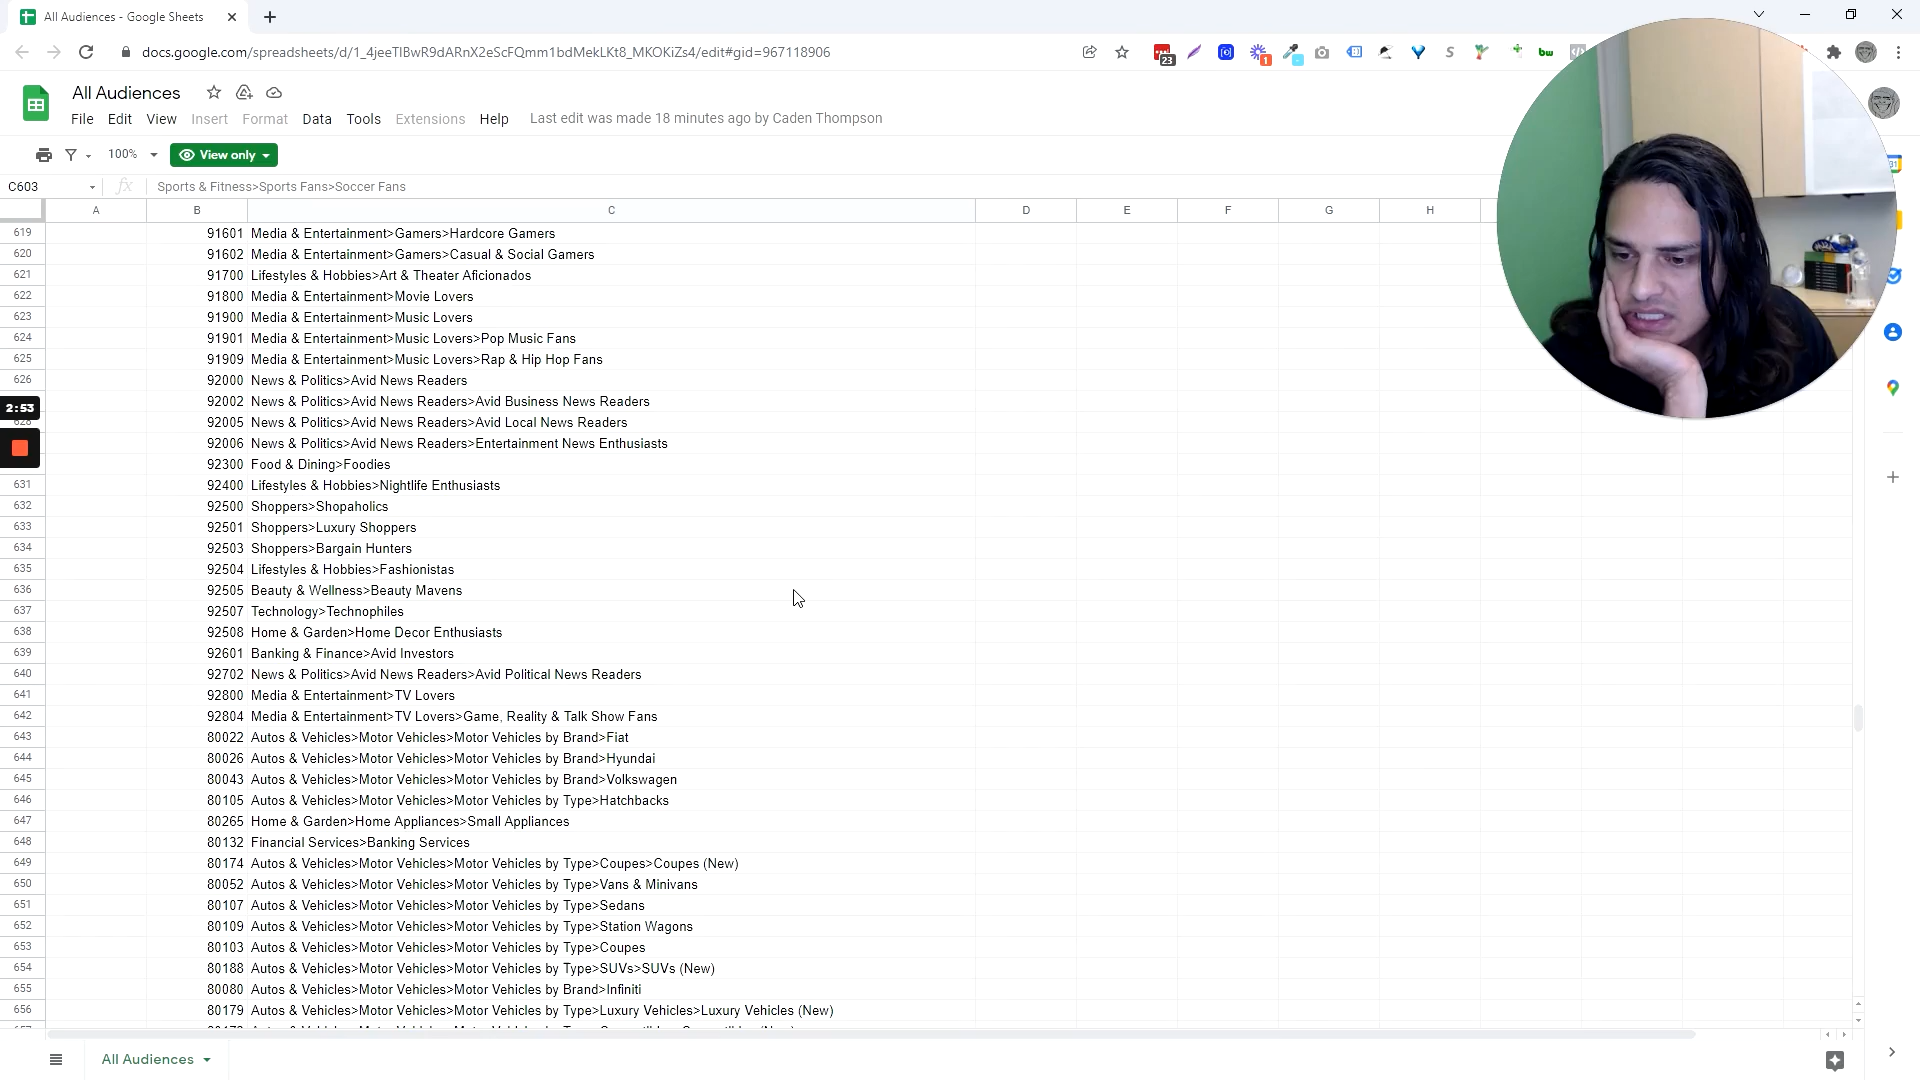 All Audiences - Google Sheets
docs.google.com/spreadsheets/d/1_4jeeTlBwR9dARnX2eScFQmm1bdMekLKt8_MKOKiZs4/edit#gid=967118906
23
1
bw
All Audiences
File Edit View Insert Format Data Tools Extensions Help Last edit was made 18 minutes ago by Caden Thompson
100% View only
C603 fx Sports & Fitness>Sports Fans>Soccer Fans
A B C D E F G H
619 91601 Media & Entertainment>Gamers>Hardcore Gamers
620 91602 Media & Entertainment>Gamers>Casual & Social Gamers
621 91700 Lifestyles & Hobbies>Art & Theater Aficionados
622 91800 Media & Entertainment>Movie Lovers
623 91900 Media & Entertainment>Music Lovers
624 91901 Media & Entertainment>Music Lovers>Pop Music Fans
625 91909 Media & Entertainment>Music Lovers>Rap & Hip Hop Fans
626 92000 News & Politics>Avid News Readers
2:53 92002 News & Politics>Avid News Readers>Avid Business News Readers
628 92005 News & Politics>Avid News Readers>Avid Local News Readers
92006 News & Politics>Avid News Readers>Entertainment News Enthusiasts
92300 Food & Dining>Foodies
631 92400 Lifestyles & Hobbies>Nightlife Enthusiasts
632 92500 Shoppers>Shopaholics
633 92501 Shoppers>Luxury Shoppers
634 92503 Shoppers>Bargain Hunters
635 92504 Lifestyles & Hobbies>Fashionistas
636 92505 Beauty & Wellness>Beauty Mavens
637 92507 Technology>Technophiles
638 92508 Home & Garden>Home Decor Enthusiasts
639 92601 Banking & Finance>Avid Investors
640 92702 News & Politics>Avid News Readers>Avid Political News Readers
641 92800 Media & Entertainment>TV Lovers
642 92804 Media & Entertainment>TV Lovers>Game, Reality & Talk Show Fans
643 80022 Autos & Vehicles>Motor Vehicles>Motor Vehicles by Brand>Fiat
644 80026 Autos & Vehicles>Motor Vehicles>Motor Vehicles by Brand>Hyundai
645 80043 Autos & Vehicles>Motor Vehicles>Motor Vehicles by Brand>Volkswagen
646 80105 Autos & Vehicles>Motor Vehicles>Motor Vehicles by Type>Hatchbacks
647 80265 Home & Garden>Home Appliances>Small Appliances
648 80132 Financial Services>Banking Services
649 80174 Autos & Vehicles>Motor Vehicles>Motor Vehicles by Type>Coupes>Coupes (New)
650 80052 Autos & Vehicles>Motor Vehicles>Motor Vehicles by Type>Vans & Minivans
651 80107 Autos & Vehicles>Motor Vehicles>Motor Vehicles by Type>Sedans
652 80109 Autos & Vehicles>Motor Vehicles>Motor Vehicles by Type>Station Wagons
653 80103 Autos & Vehicles>Motor Vehicles>Motor Vehicles by Type>Coupes
654 80188 Autos & Vehicles>Motor Vehicles>Motor Vehicles by Type>SUVs>SUVs (New)
655 80080 Autos & Vehicles>Motor Vehicles>Motor Vehicles by Brand>Infiniti
656 80179 Autos & Vehicles>Motor Vehicles>Motor Vehicles by Type>Luxury Vehicles>Luxury Vehicles (New)
All Audiences